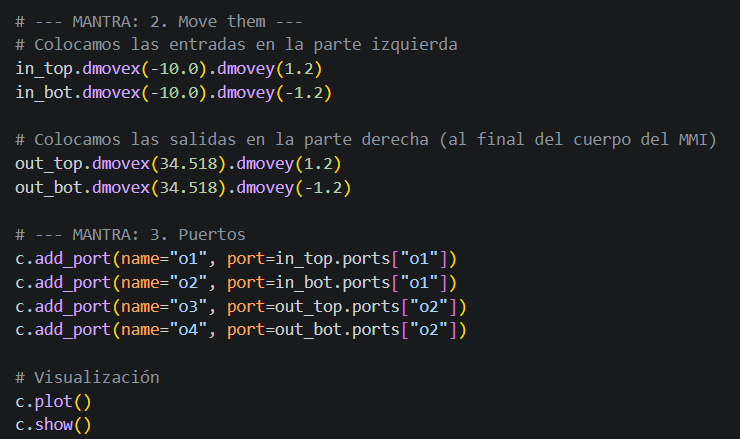 # --- MANTRA: 2. Move them ---
# Colocamos las entradas en la parte izquierda
in_top.dmovex(-10.0).dmovey(1.2)
in_bot.dmovex(-10.0).dmovey(-1.2)

# Colocamos las salidas en la parte derecha (al final del cuerpo del MMI)
out_top.dmovex(34.518).dmovey(1.2)
out_bot.dmovex(34.518).dmovey(-1.2)

# --- MANTRA: 3. Puertos
c.add_port(name="o1", port=in_top.ports["o1"])
c.add_port(name="o2", port=in_bot.ports["o1"])
c.add_port(name="o3", port=out_top.ports["o2"])
c.add_port(name="o4", port=out_bot.ports["o2"])

# Visualización
c.plot()
c.show()